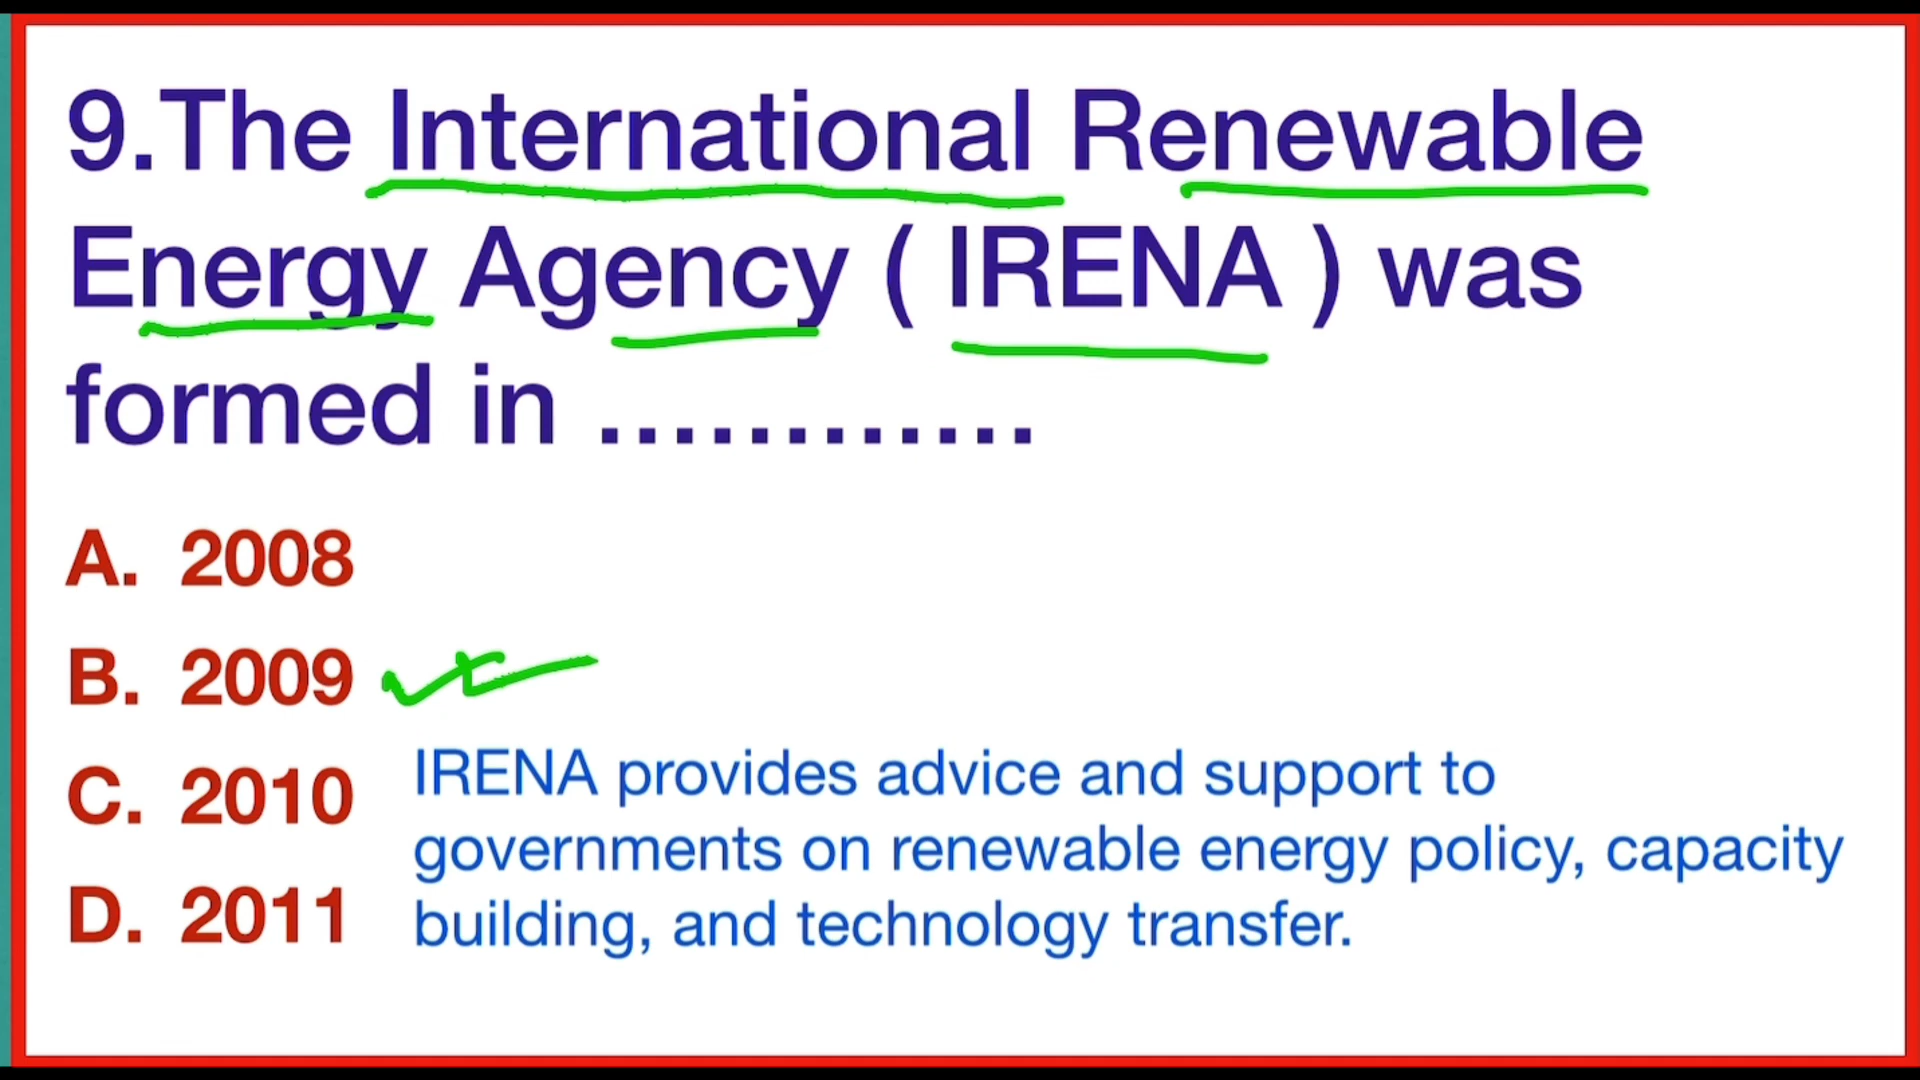 9.The International Renewable
Energy Agency ( IRENA ) was
formed in ............
A. 2008
B. 2009
C. 2010
D. 2011
IRENA provides advice and support to
governments on renewable energy policy, capacity
building, and technology transfer.